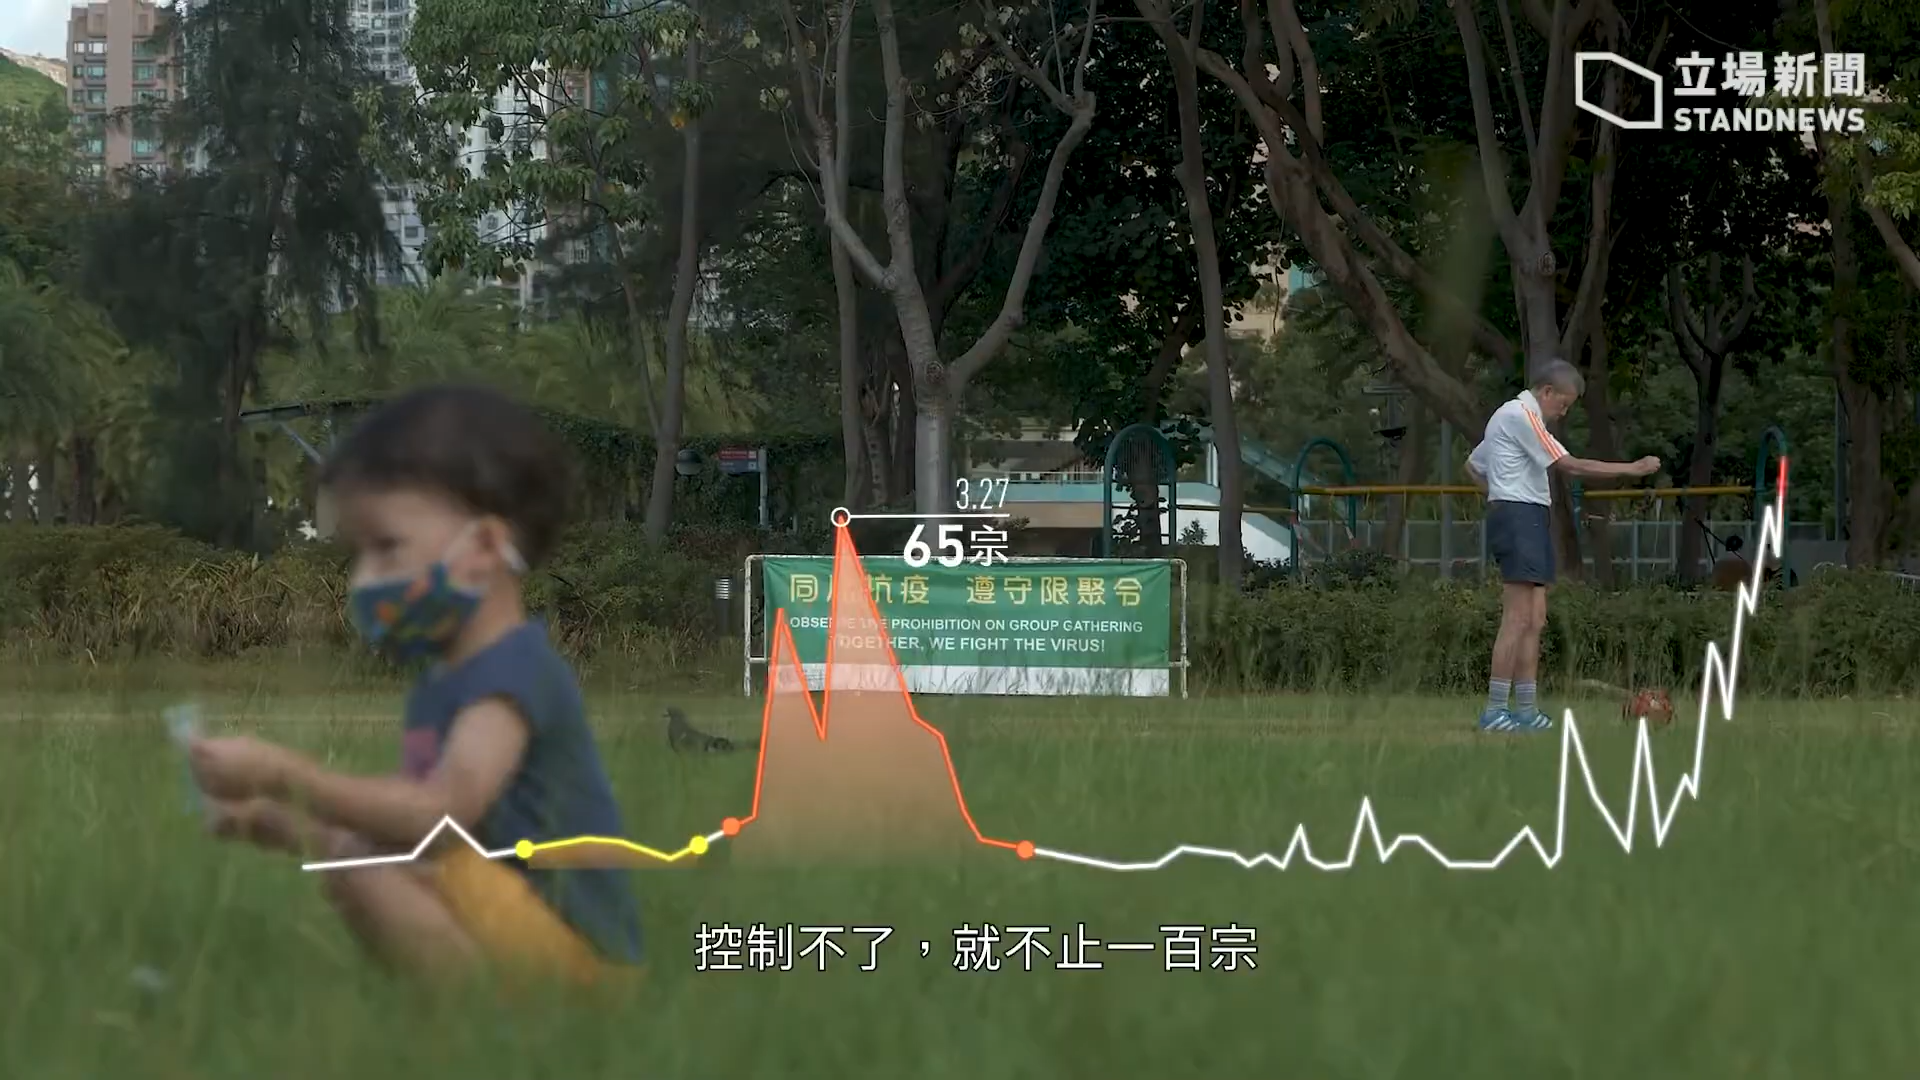 立場新聞
STANDNEWS
3.27
65宗
同心抗疫 遵守限聚令
OBSERVE THE PROHIBITION ON GROUP GATHERING
TOGETHER, WE FIGHT THE VIRUS!
控制不了，就不止一百宗